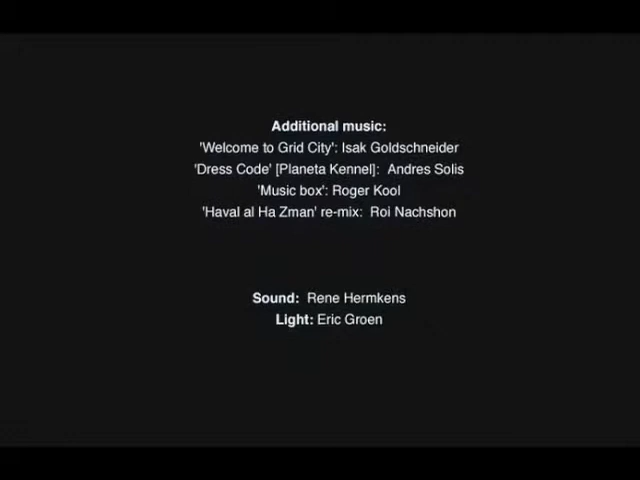 Additional music:
'Welcome to Grid City': Isak Goldschneider
'Dress Code' [Planeta Kennel]: Andres Solis
'Music box': Roger Kool
'Haval al Ha Zman' re-mix: Roi Nachshon
Sound: Rene Hermkens
Light: Eric Groen